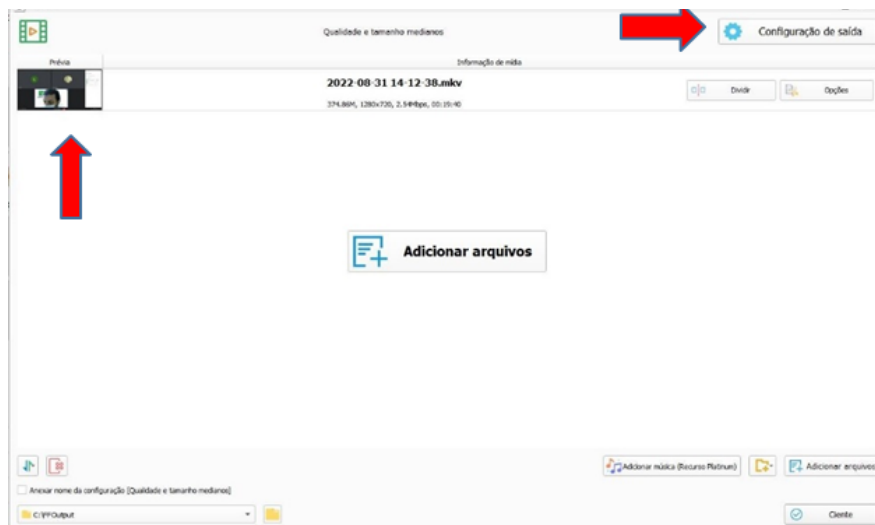 Qualidade e tamanho medianos
Configuração de saída
Prévia
Informação de mídia
2022-08-31 14-12-38.mkv
374.86M, 1280x720, 2.54Mbps, 00:19:40
Dividir
Opções
Adicionar arquivos
Adicionar música (Recurso Platinum)
Adicionar arquivos
Anexar nome da configuração [Qualidade e tamanho medianos]
C:\FFOutput
Ciente